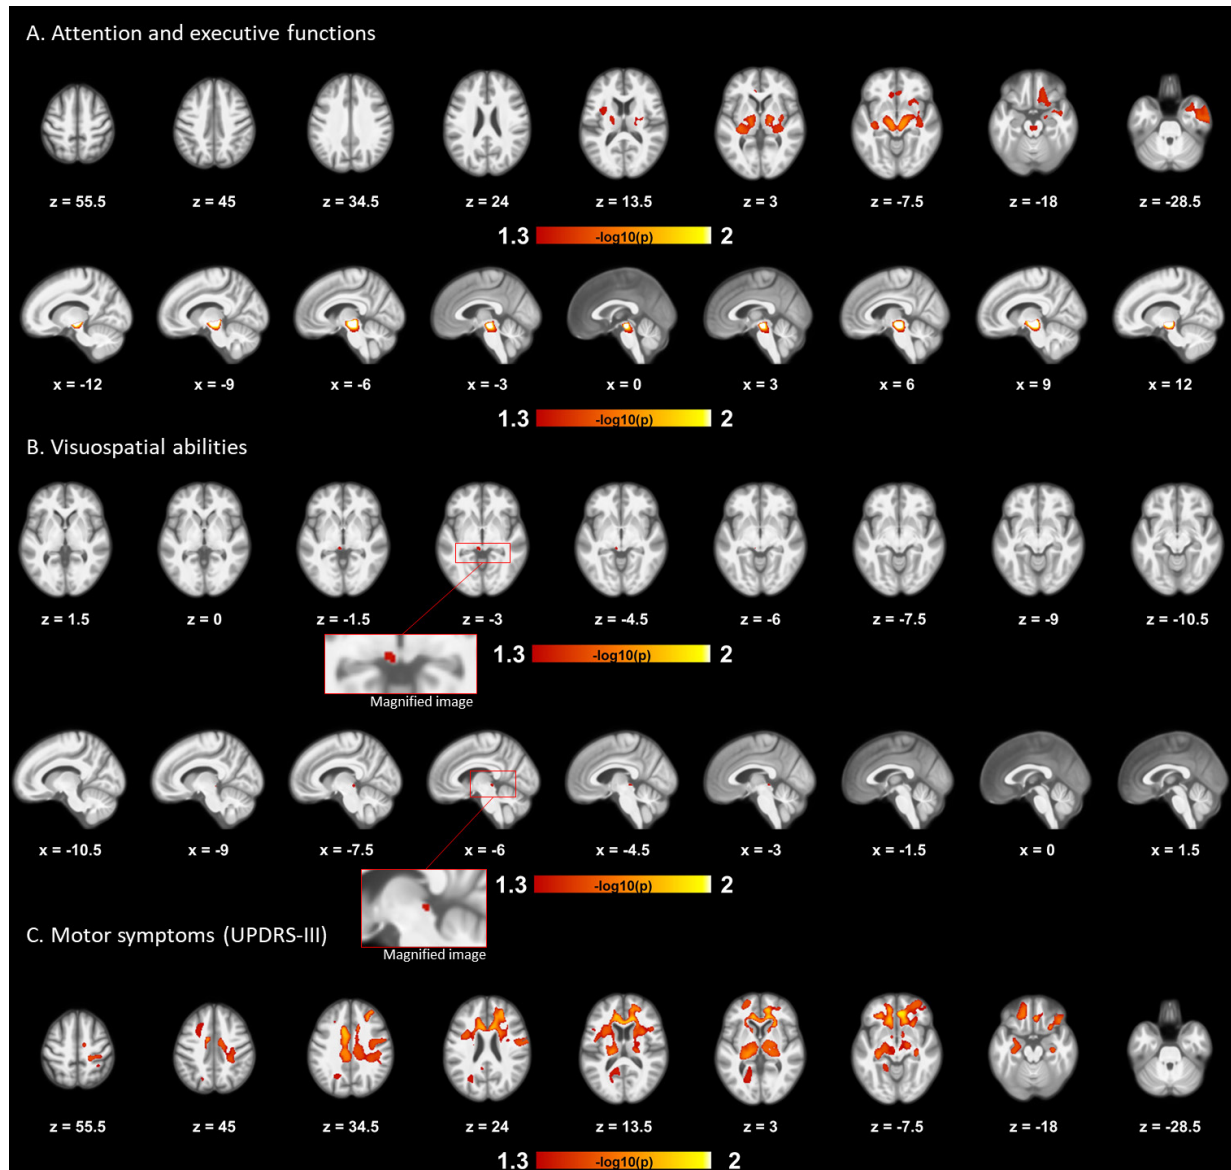 A. Attention and executive functions
z = 55.5 z = 45 z = 34.5 z = 24 z = 13.5 z = 3 z = -7.5 z = -18 z = -28.5
1.3 -log10(p) 2
x = -12 x = -9 x = -6 x = -3 x = 0 x = 3 x = 6 x = 9 x = 12
1.3 -log10(p) 2
B. Visuospatial abilities
z = 1.5 z = 0 z = -1.5 z = -3 z = -4.5 z = -6 z = -7.5 z = -9 z = -10.5
1.3 -log10(p) 2
Magnified image
x = -10.5 x = -9 x = -7.5 x = -6 x = -4.5 x = -3 x = -1.5 x = 0 x = 1.5
1.3 -log10(p) 2
C. Motor symptoms (UPDRS-III)
Magnified image
z = 55.5 z = 45 z = 34.5 z = 24 z = 13.5 z = 3 z = -7.5 z = -18 z = -28.5
1.3 -log10(p) 2